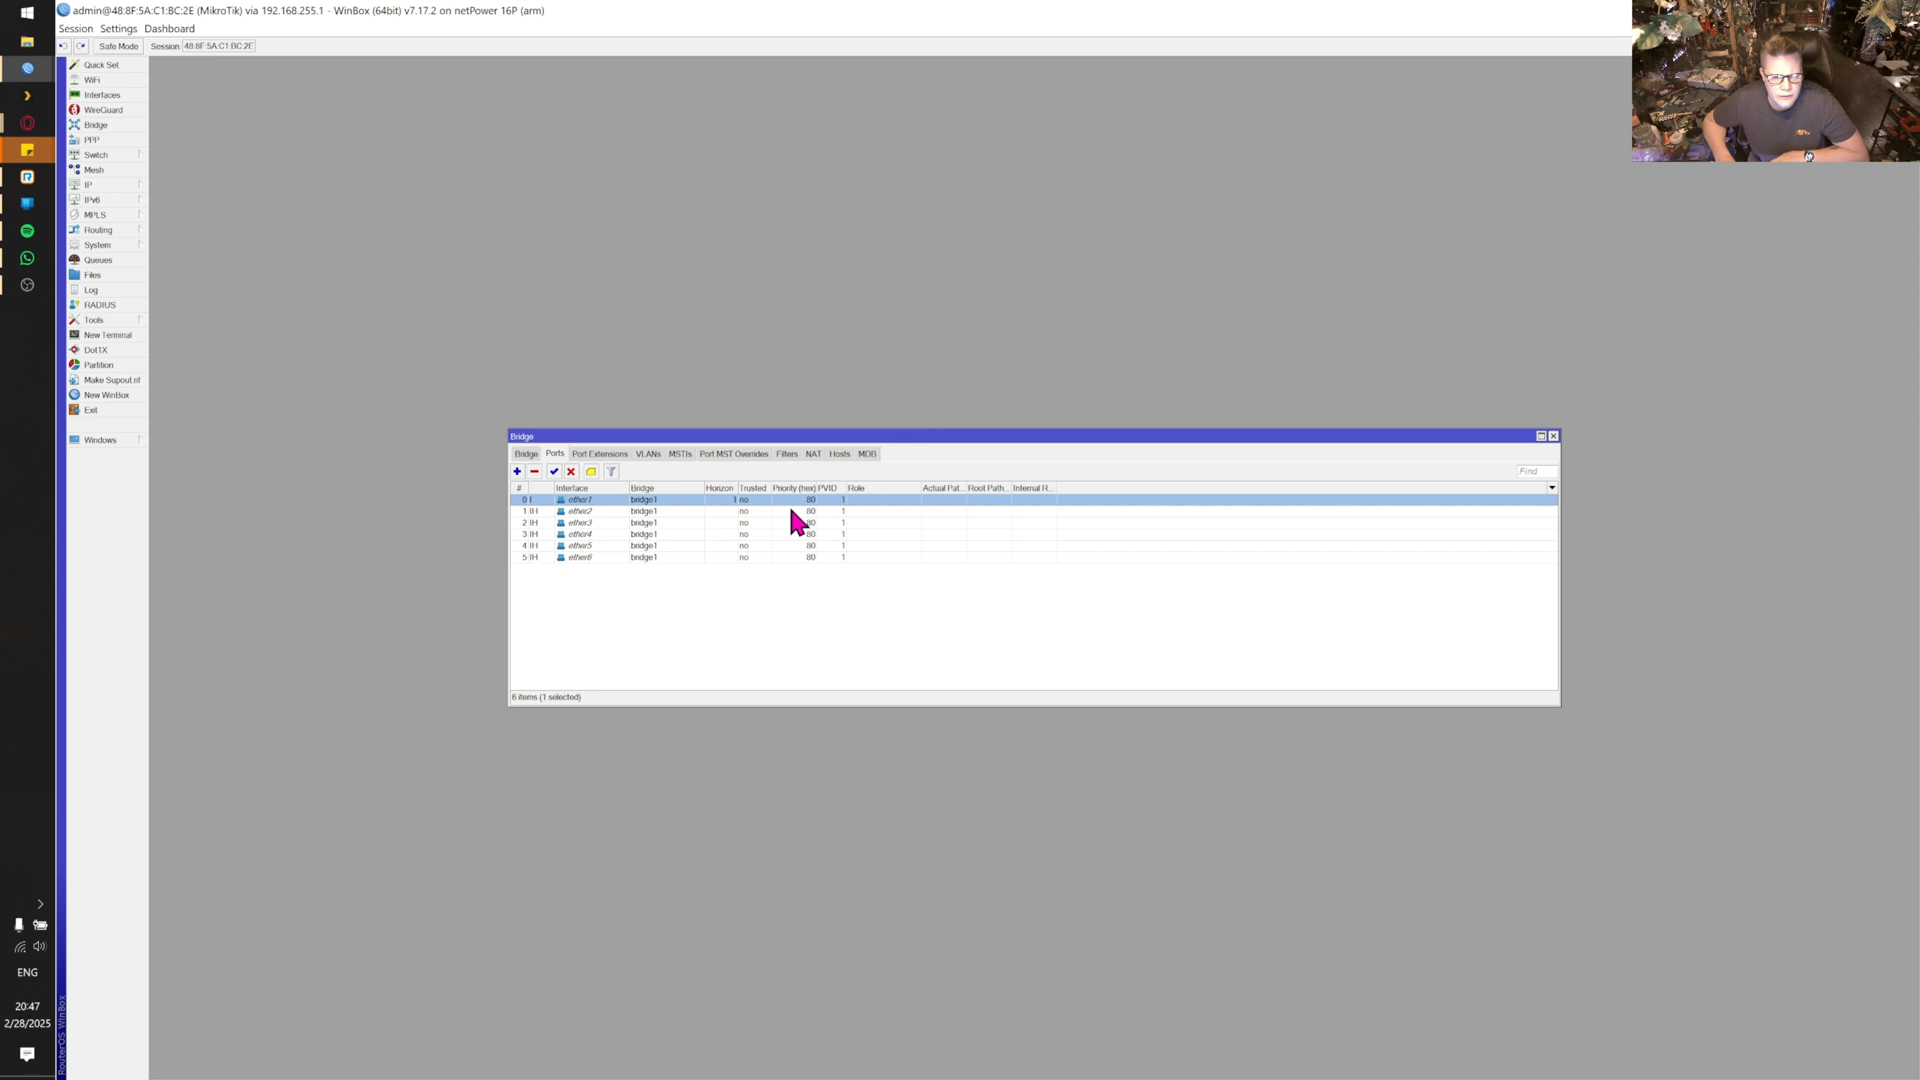 admin@48:8F:5A:C1:BC:2E (MikroTik) via 192.168.255.1 - WinBox (64bit) v7.17.2 on netPower 16P (arm)
Session Settings Dashboard
Safe Mode Session: 48:8F:5A:C1:BC:2E
Quick Set
WiFi
Interfaces
WireGuard
Bridge
PPP
Switch
Mesh
IP
IPv6
MPLS
Routing
System
Queues
Files
Log
RADIUS
Tools
New Terminal
Dot1X
Partition
Make Supout.rif
New WinBox
Exit
Windows
RouterOS WinBox
Bridge
Bridge Ports Port Extensions VLANs MSTIs Port MST Overrides Filters NAT Hosts MDB
Find
# Interface Bridge Horizon Trusted Priority (hex) PVID Role Actual Pat... Root Path... Internal R...
0 I ether1 bridge1 1 no 80 1
1 IH ether2 bridge1 no 80 1
2 IH ether3 bridge1 no 80 1
3 IH ether4 bridge1 no 80 1
4 IH ether5 bridge1 no 80 1
5 IH ether6 bridge1 no 80 1
6 items (1 selected)
ENG
20:47
2/28/2025